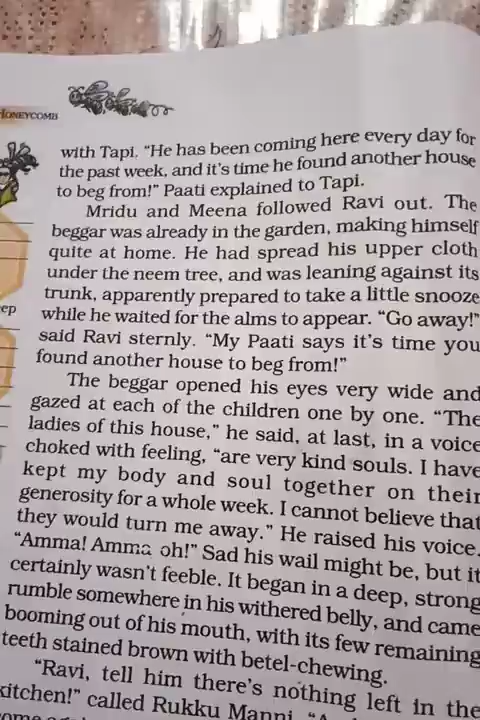 HONEYCOMB
with Tapi. “He has been coming here every day for
the past week, and it’s time he found another house
to beg from!” Paati explained to Tapi.
Mridu and Meena followed Ravi out. The
beggar was already in the garden, making himself
quite at home. He had spread his upper cloth
under the neem tree, and was leaning against its
trunk, apparently prepared to take a little snooze
while he waited for the alms to appear. “Go away!”
said Ravi sternly. “My Paati says it’s time you
found another house to beg from!”
The beggar opened his eyes very wide and
gazed at each of the children one by one. “The
ladies of this house,” he said, at last, in a voice
choked with feeling, “are very kind souls. I have
kept my body and soul together on their
generosity for a whole week. I cannot believe that
they would turn me away.” He raised his voice.
“Amma! Amma oh!” Sad his wail might be, but it
certainly wasn’t feeble. It began in a deep, strong
rumble somewhere in his withered belly, and came
booming out of his mouth, with its few remaining
teeth stained brown with betel-chewing.
“Ravi, tell him there’s nothing left in the
kitchen!” called Rukku Manni.